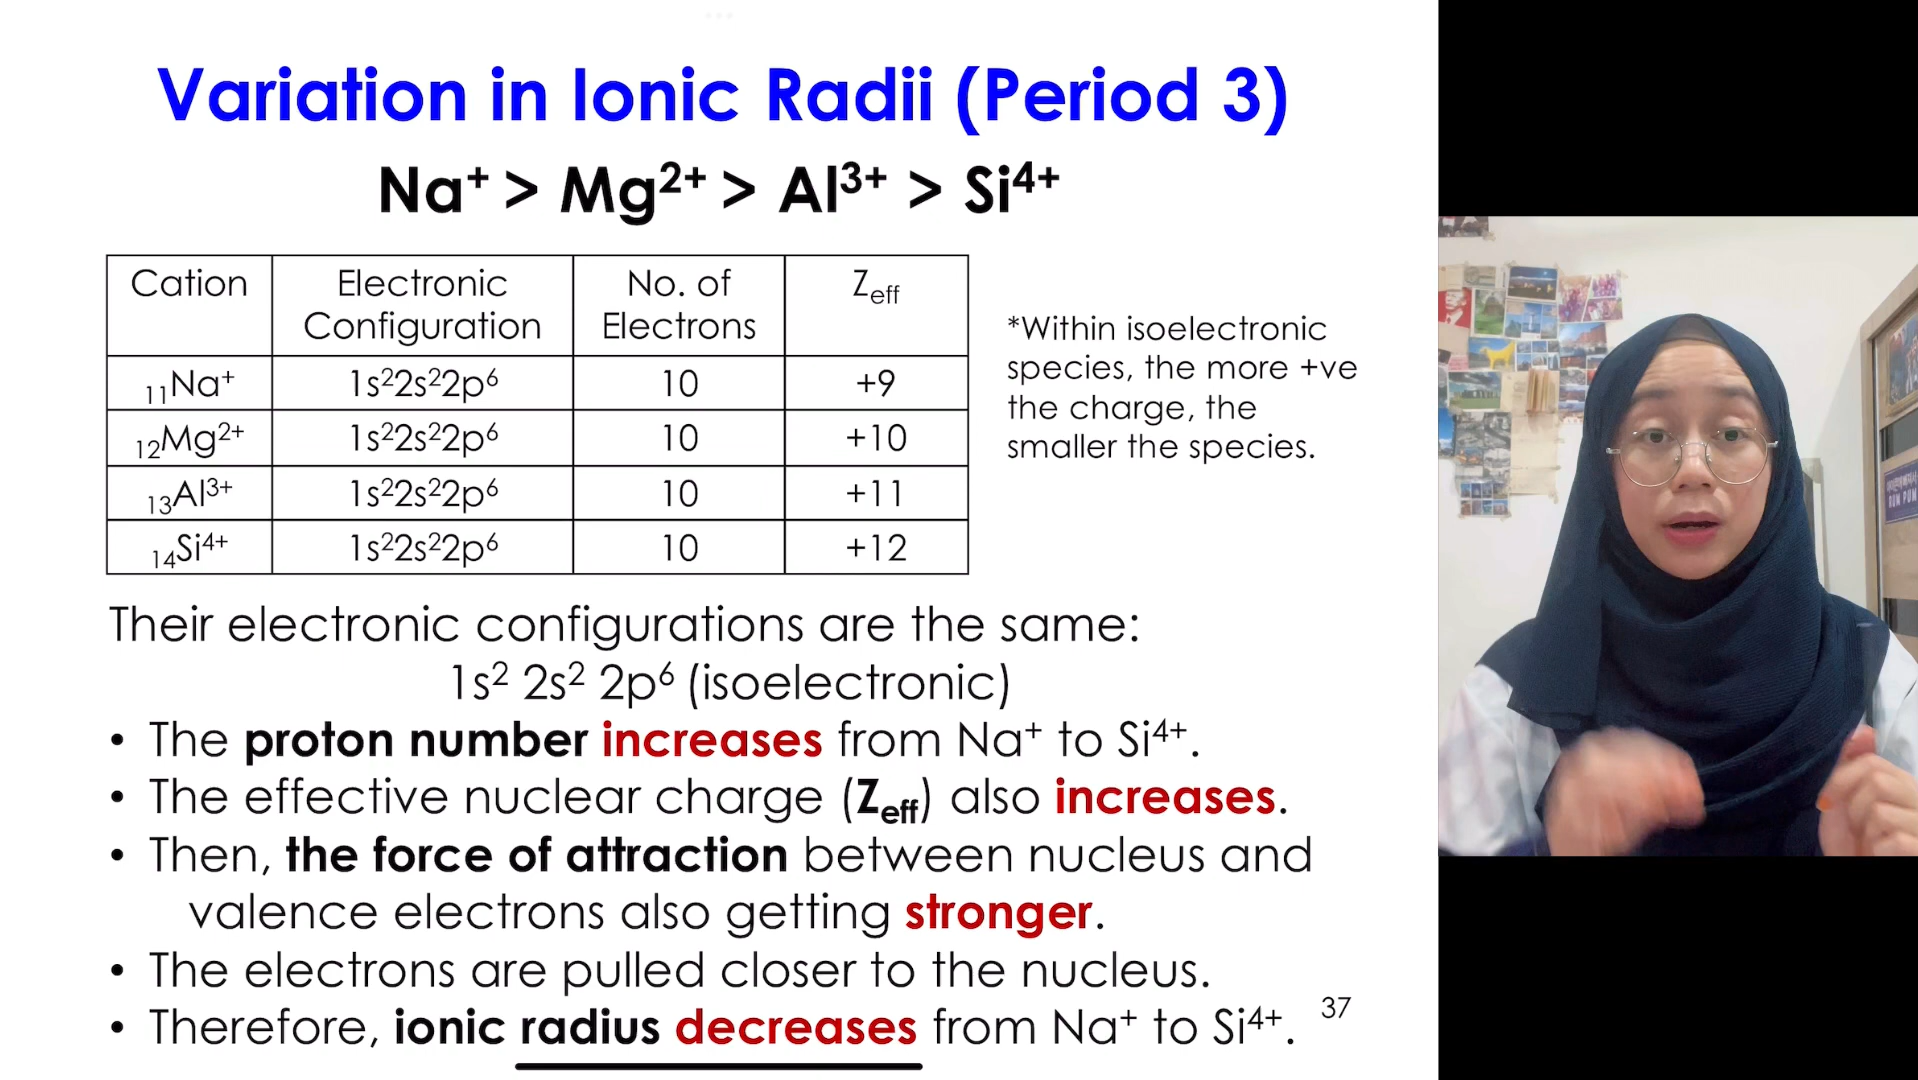 Variation in Ionic Radii (Period 3)
Na⁺ > Mg²⁺ > Al³⁺ > Si⁴⁺
Cation | Electronic Configuration | No. of Electrons | Z_eff
₁₁Na⁺ | 1s²2s²2p⁶ | 10 | +9
₁₂Mg²⁺ | 1s²2s²2p⁶ | 10 | +10
₁₃Al³⁺ | 1s²2s²2p⁶ | 10 | +11
₁₄Si⁴⁺ | 1s²2s²2p⁶ | 10 | +12
*Within isoelectronic
species, the more +ve
the charge, the
smaller the species.
Their electronic configurations are the same:
1s² 2s² 2p⁶ (isoelectronic)
• The proton number increases from Na⁺ to Si⁴⁺.
• The effective nuclear charge (Z_eff) also increases.
• Then, the force of attraction between nucleus and
valence electrons also getting stronger.
• The electrons are pulled closer to the nucleus.
• Therefore, ionic radius decreases from Na⁺ to Si⁴⁺.
37